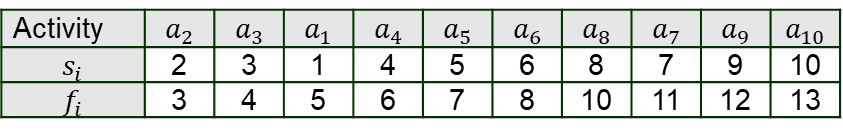 Activity a₂ a₃ a₁ a₄ a₅ a₆ a₈ a₇ a₉ a₁₀
sᵢ 2 3 1 4 5 6 8 7 9 10
fᵢ 3 4 5 6 7 8 10 11 12 13